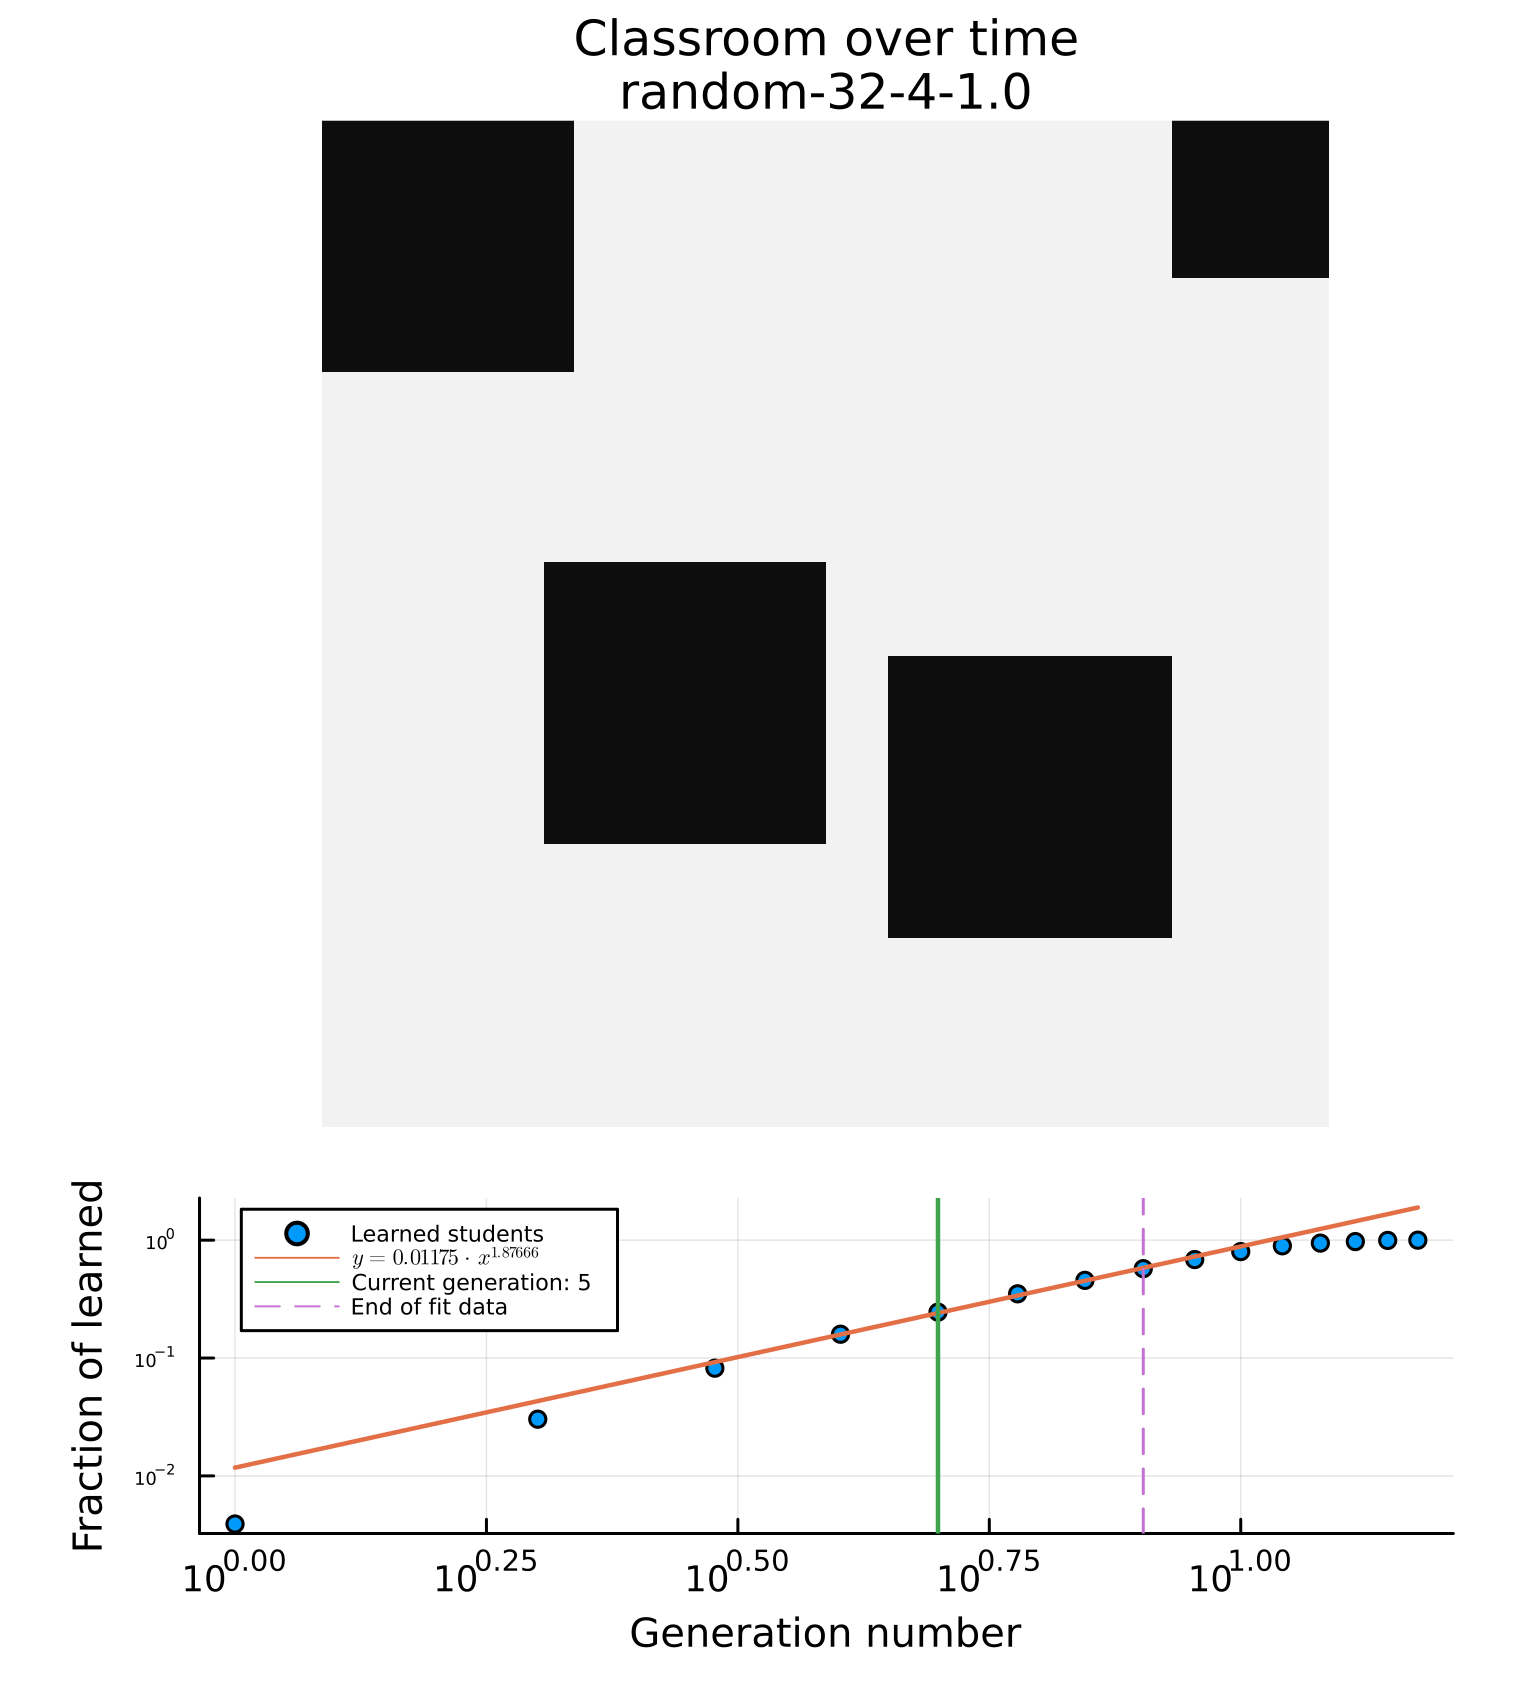 Classroom over time
random-32-4-1.0
Fraction of learned
10^0
10^−1
10^−2
Learned students
y = 0.01175 · x^1.87666
Current generation: 5
End of fit data
10^0.00 10^0.25 10^0.50 10^0.75 10^1.00
Generation number